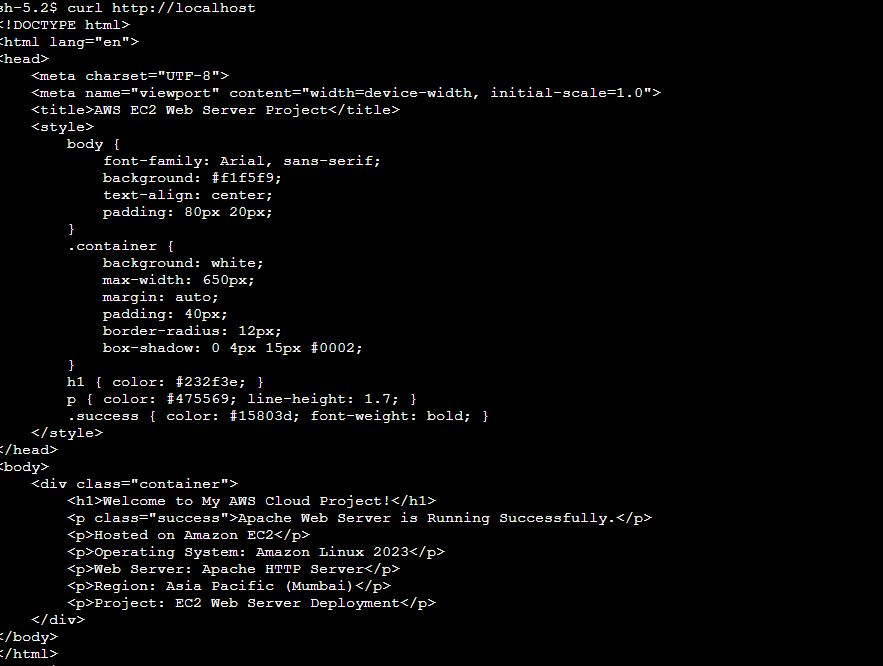 sh-5.2$ curl http://localhost
<!DOCTYPE html>
<html lang="en">
<head>
    <meta charset="UTF-8">
    <meta name="viewport" content="width=device-width, initial-scale=1.0">
    <title>AWS EC2 Web Server Project</title>
    <style>
        body {
            font-family: Arial, sans-serif;
            background: #f1f5f9;
            text-align: center;
            padding: 80px 20px;
        }
        .container {
            background: white;
            max-width: 650px;
            margin: auto;
            padding: 40px;
            border-radius: 12px;
            box-shadow: 0 4px 15px #0002;
        }
        h1 { color: #232f3e; }
        p { color: #475569; line-height: 1.7; }
        .success { color: #15803d; font-weight: bold; }
    </style>
</head>
<body>
    <div class="container">
        <h1>Welcome to My AWS Cloud Project!</h1>
        <p class="success">Apache Web Server is Running Successfully.</p>
        <p>Hosted on Amazon EC2</p>
        <p>Operating System: Amazon Linux 2023</p>
        <p>Web Server: Apache HTTP Server</p>
        <p>Region: Asia Pacific (Mumbai)</p>
        <p>Project: EC2 Web Server Deployment</p>
    </div>
</body>
</html>